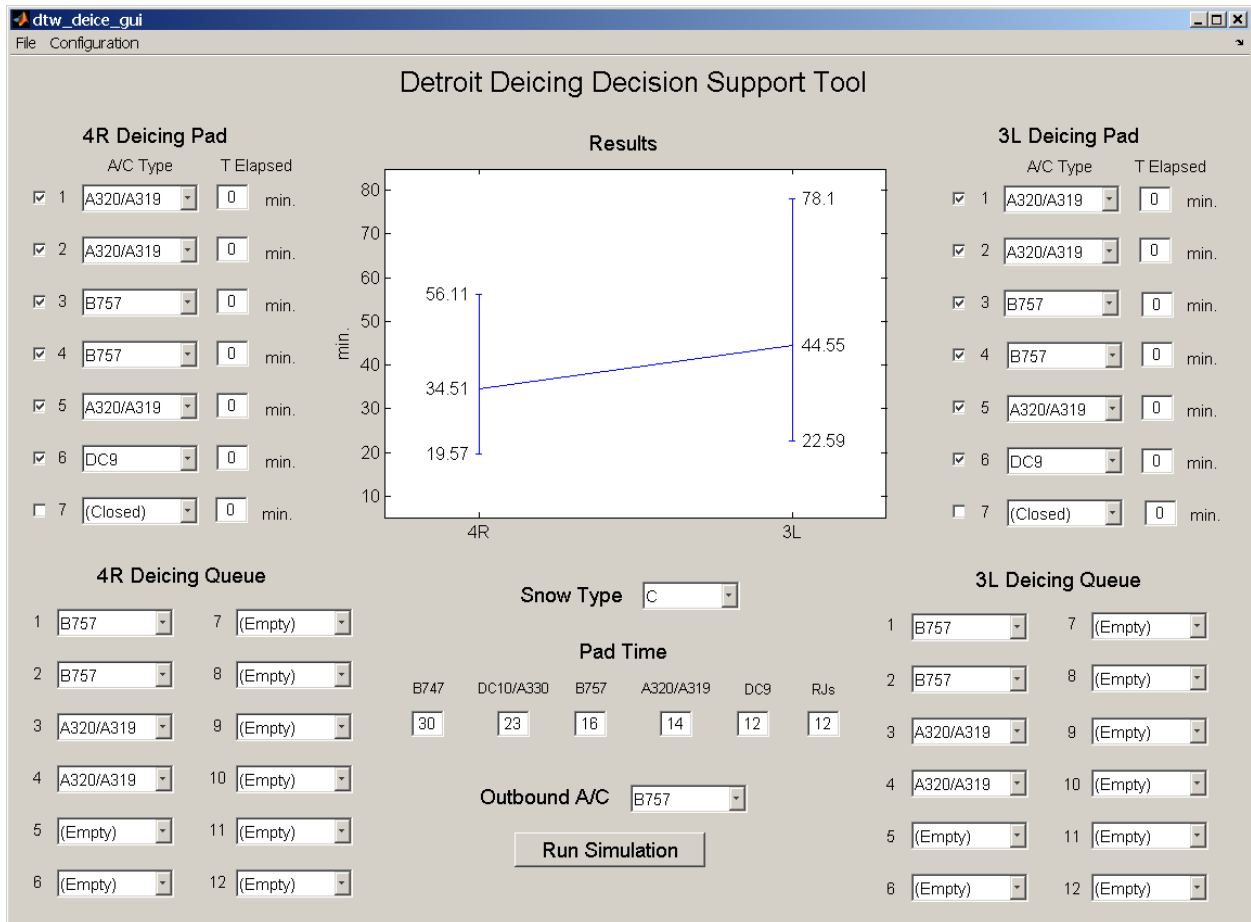 dtw_deice_gui
File Configuration
Detroit Deicing Decision Support Tool
4R Deicing Pad
A/C Type T Elapsed
1 A320/A319 0 min.
2 A320/A319 0 min.
3 B757 0 min.
4 B757 0 min.
5 A320/A319 0 min.
6 DC9 0 min.
7 (Closed) 0 min.
Results
min.
80
70
60
50
40
30
20
10
56.11
34.51
19.57
78.1
44.55
22.59
4R 3L
3L Deicing Pad
A/C Type T Elapsed
1 A320/A319 0 min.
2 A320/A319 0 min.
3 B757 0 min.
4 B757 0 min.
5 A320/A319 0 min.
6 DC9 0 min.
7 (Closed) 0 min.
4R Deicing Queue
1 B757 7 (Empty)
2 B757 8 (Empty)
3 A320/A319 9 (Empty)
4 A320/A319 10 (Empty)
5 (Empty) 11 (Empty)
6 (Empty) 12 (Empty)
Snow Type C
Pad Time
B747 DC10/A330 B757 A320/A319 DC9 RJs
30 23 16 14 12 12
Outbound A/C B757
Run Simulation
3L Deicing Queue
1 B757 7 (Empty)
2 B757 8 (Empty)
3 A320/A319 9 (Empty)
4 A320/A319 10 (Empty)
5 (Empty) 11 (Empty)
6 (Empty) 12 (Empty)